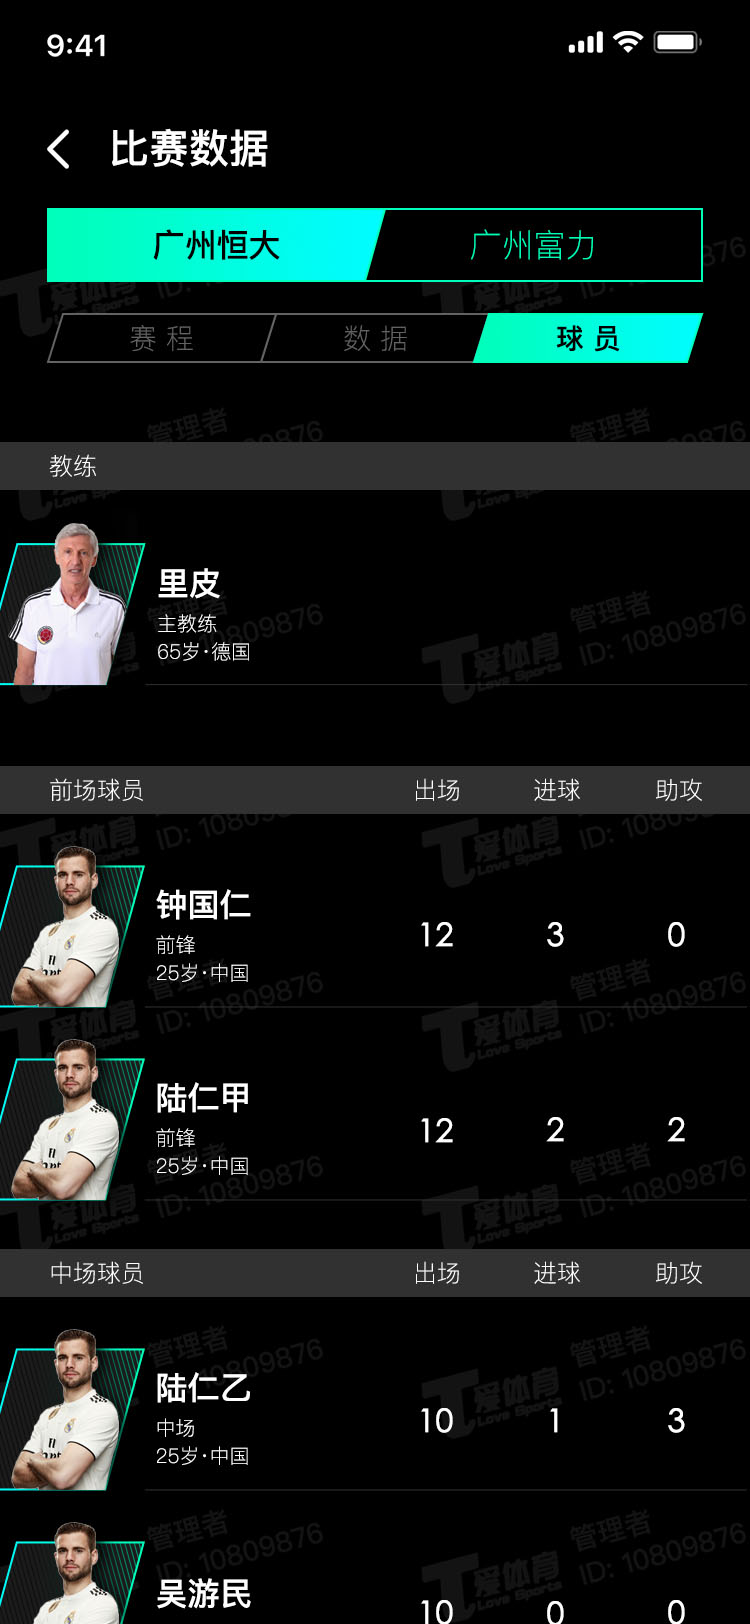 9:41
比赛数据
广州恒大 广州富力
赛程 数据 球员
教练
里皮
主教练
65岁·德国
前场球员 出场 进球 助攻
钟国仁
前锋
25岁·中国
12 3 0
陆仁甲
前锋
25岁·中国
12 2 2
中场球员 出场 进球 助攻
陆仁乙
中场
25岁·中国
10 1 3
吴游民
10 0 0
爱体育
Love Sports
管理者
ID: 10809876